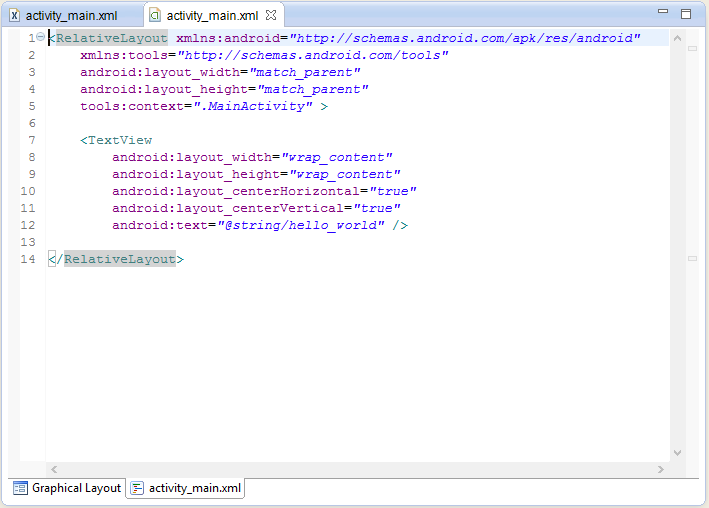 activity_main.xml activity_main.xml
1 <RelativeLayout xmlns:android="http://schemas.android.com/apk/res/android"
2     xmlns:tools="http://schemas.android.com/tools"
3     android:layout_width="match_parent"
4     android:layout_height="match_parent"
5     tools:context=".MainActivity" >
6
7     <TextView
8         android:layout_width="wrap_content"
9         android:layout_height="wrap_content"
10         android:layout_centerHorizontal="true"
11         android:layout_centerVertical="true"
12         android:text="@string/hello_world" />
13
14 </RelativeLayout>
Graphical Layout activity_main.xml